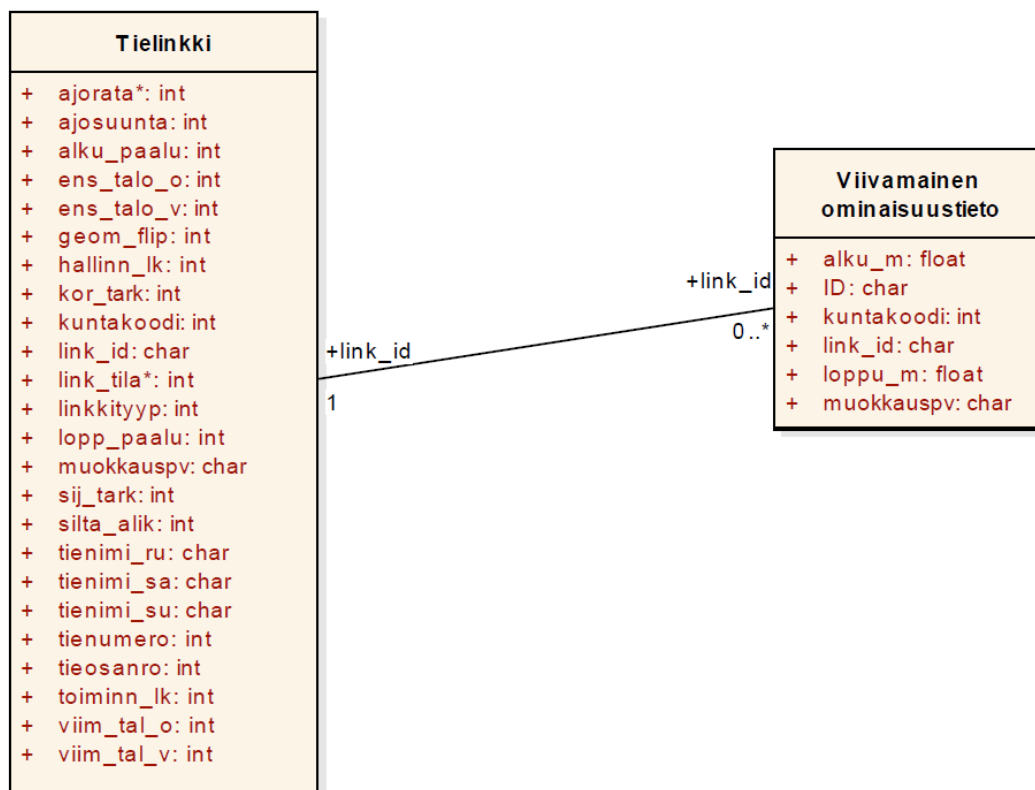 Tielinkki
+ ajorata*: int
+ ajosuunta: int
+ alku_paalu: int
+ ens_talo_o: int
+ ens_talo_v: int
+ geom_flip: int
+ hallinn_lk: int
+ kor_tark: int
+ kuntakoodi: int
+ link_id: char
+ link_tila*: int
+ linkkityyp: int
+ lopp_paalu: int
+ muokkauspv: char
+ sij_tark: int
+ silta_alik: int
+ tienimi_ru: char
+ tienimi_sa: char
+ tienimi_su: char
+ tienumero: int
+ tieosanro: int
+ toiminn_lk: int
+ viim_tal_o: int
+ viim_tal_v: int
+link_id
1
+link_id
0..*
Viivamainen
ominaisuustieto
+ alku_m: float
+ ID: char
+ kuntakoodi: int
+ link_id: char
+ loppu_m: float
+ muokkauspv: char